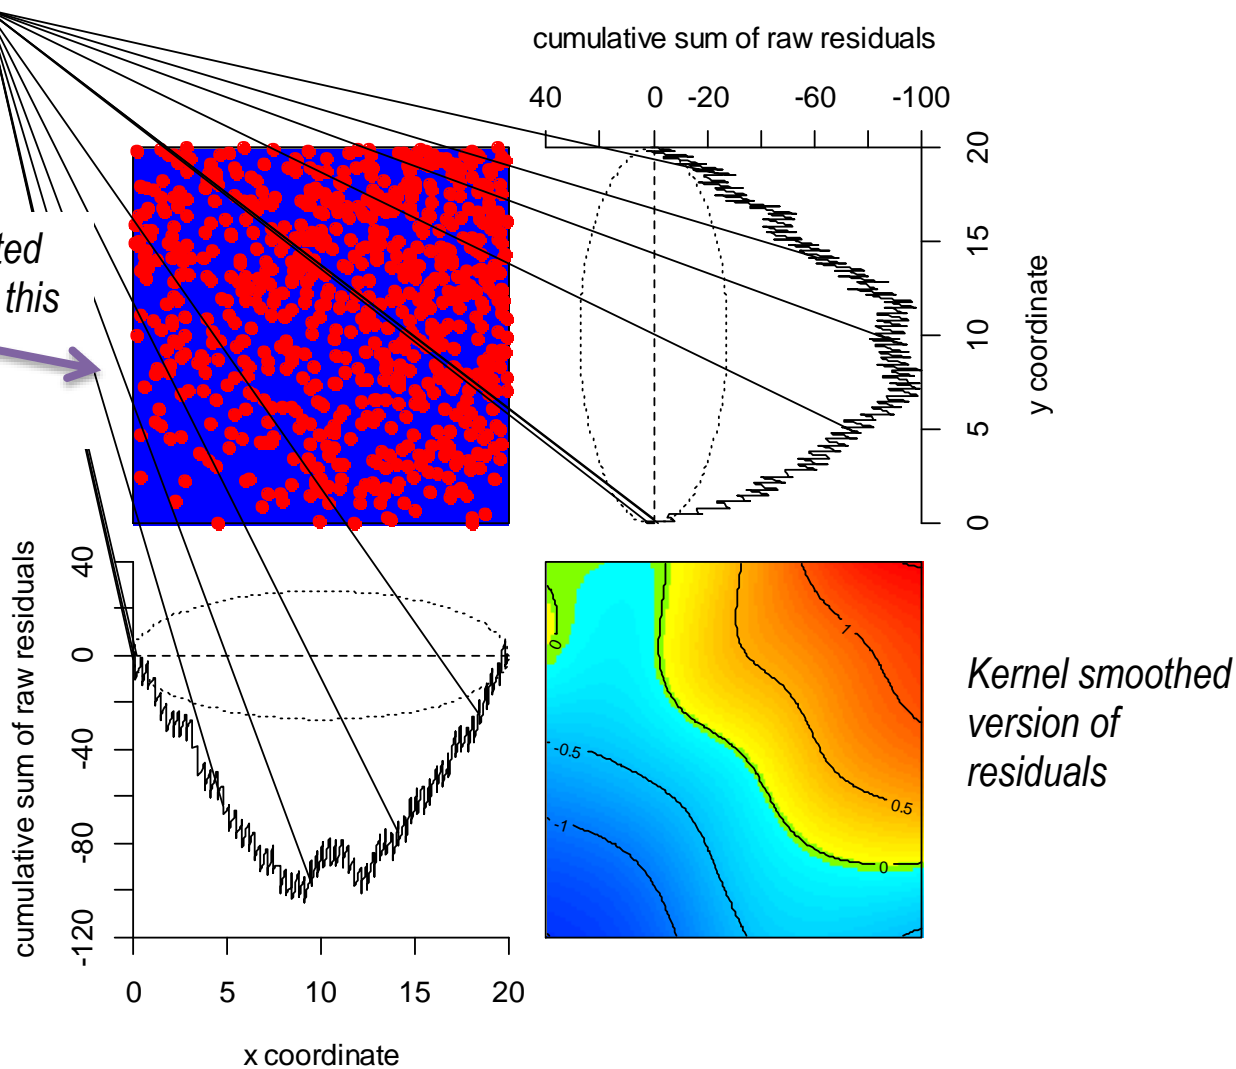 cumulative sum of raw residuals
40 0 -20 -60 -100
20
15
10
5
0
y coordinate
this
40
0
-40
-80
-120
cumulative sum of raw residuals
0 5 10 15 20
x coordinate
0
1
0.5
0
-0.5
-1
Kernel smoothed
version of
residuals